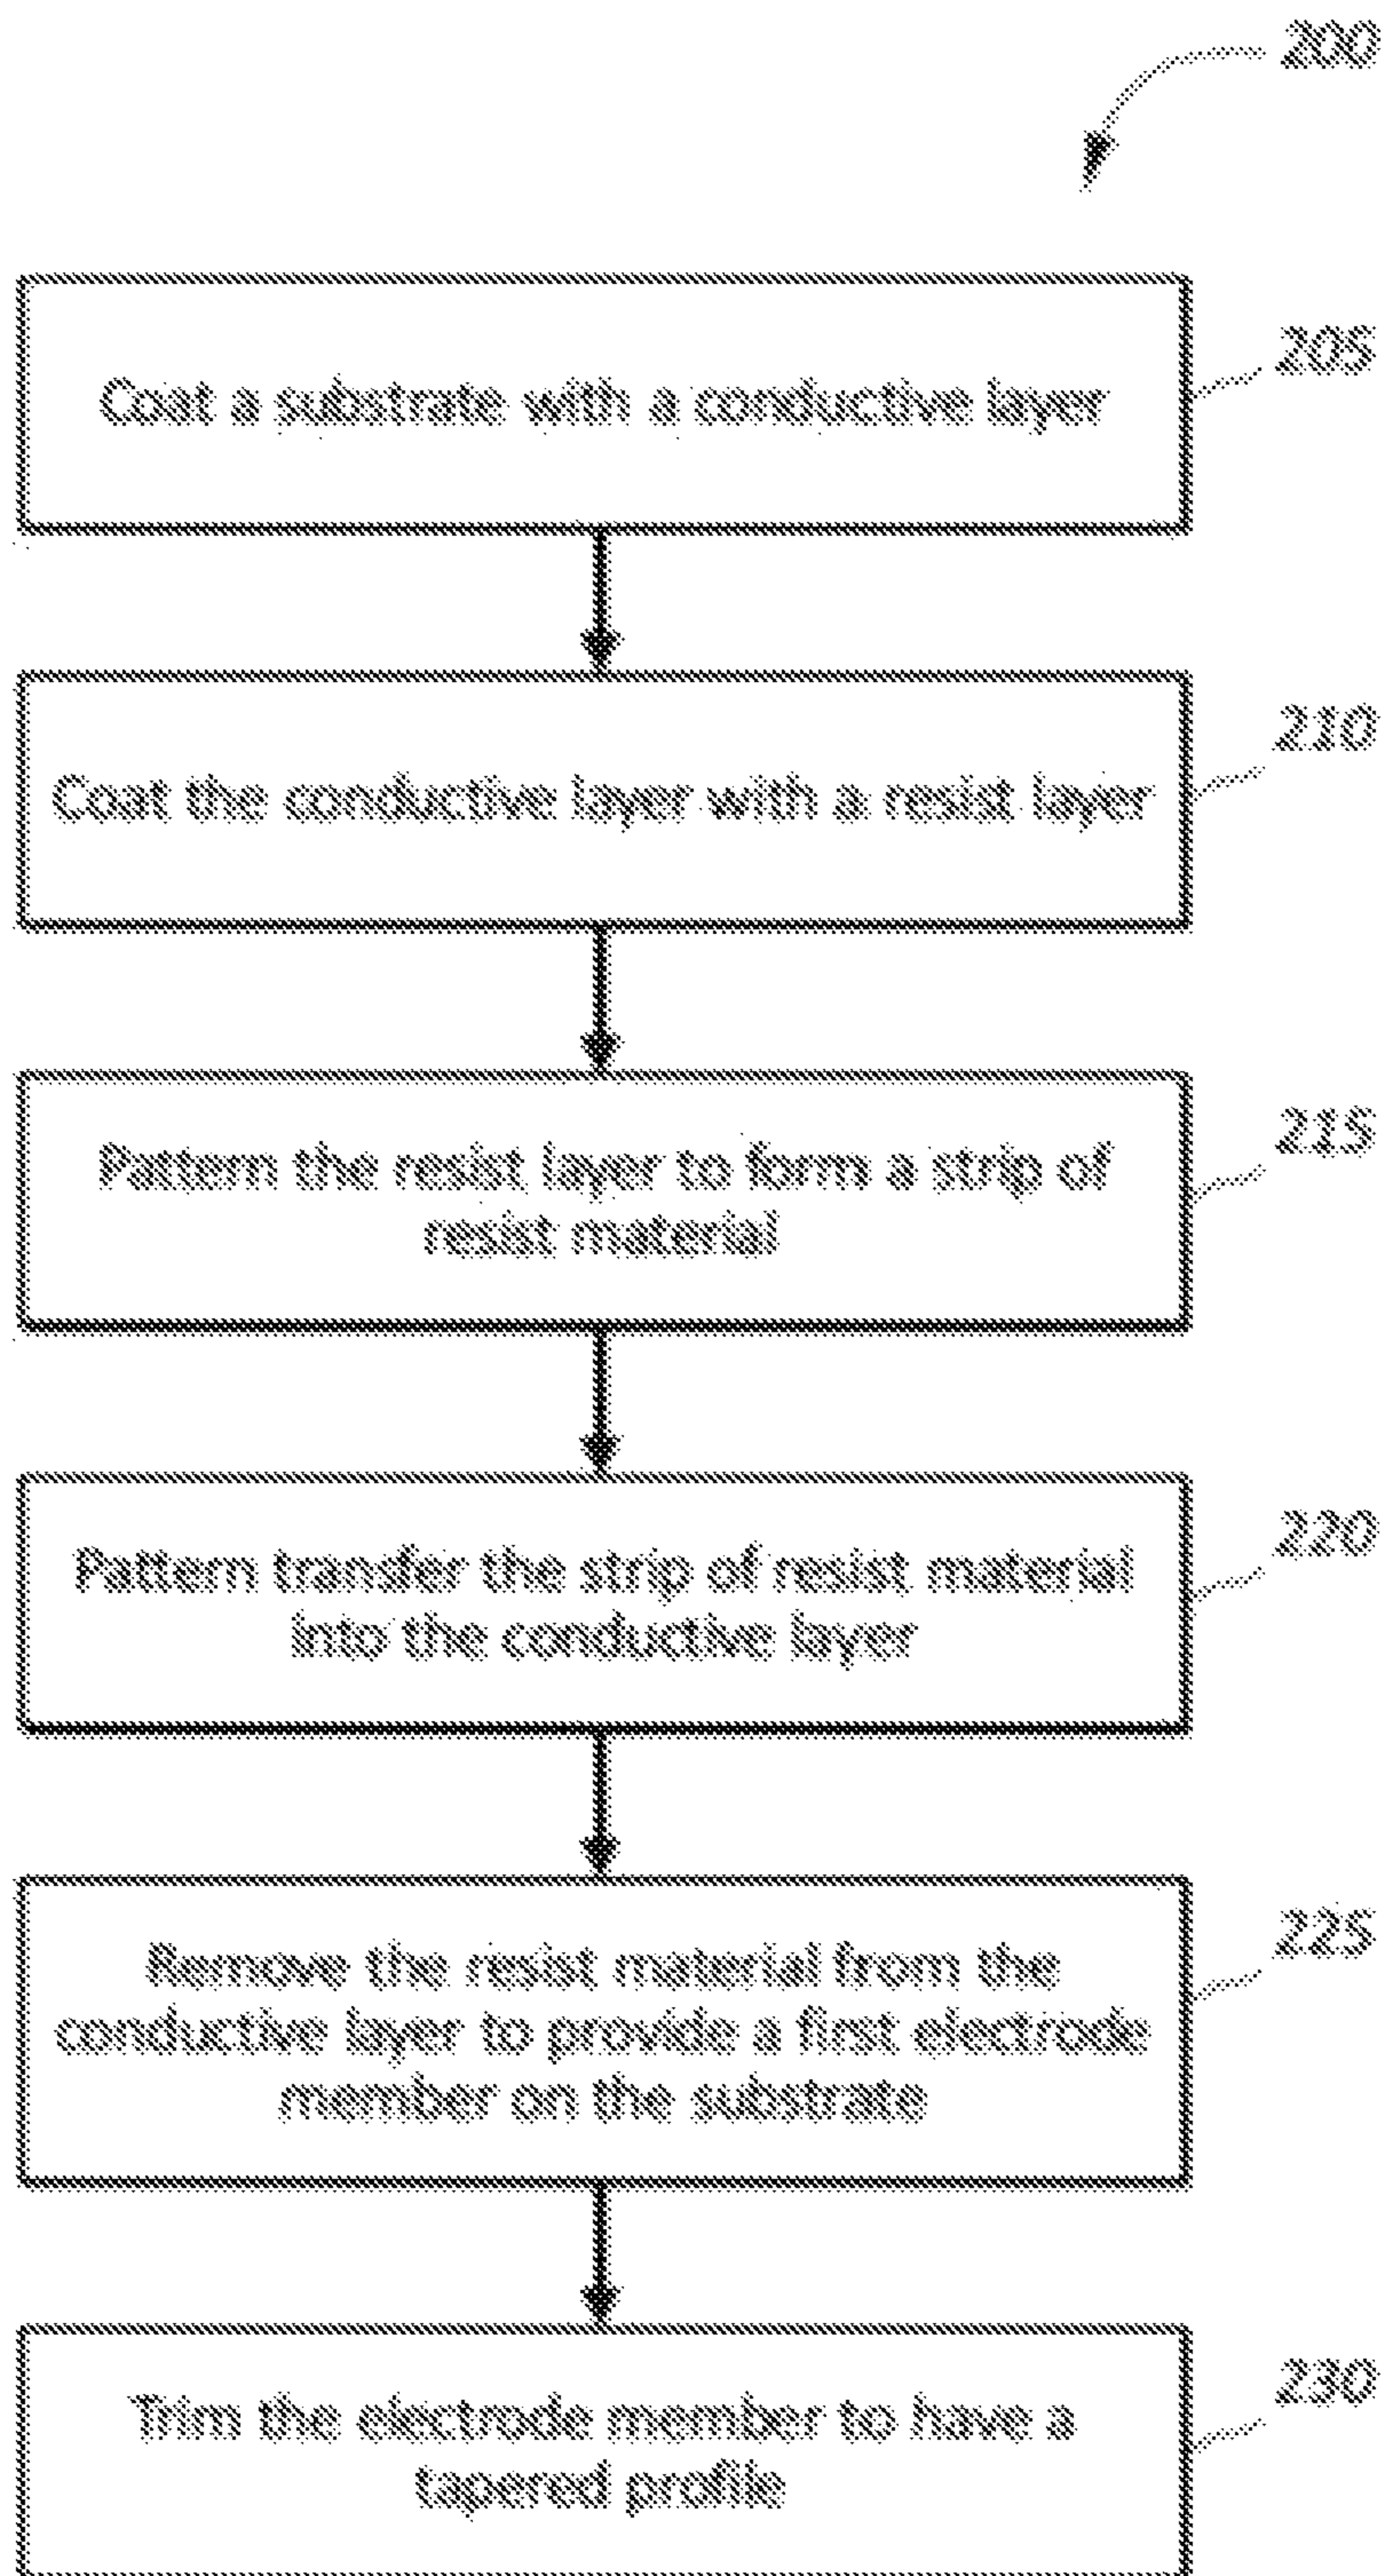 200
Coat a substrate with a conductive layer
205
Coat the conductive layer with a resist layer
210
Pattern the resist layer to form a strip of
resist material
215
Pattern transfer the strip of resist material
into the conductive layer
220
Remove the resist material from the
conductive layer to provide a first electrode
member on the substrate
225
Trim the electrode member to have a
tapered profile
230